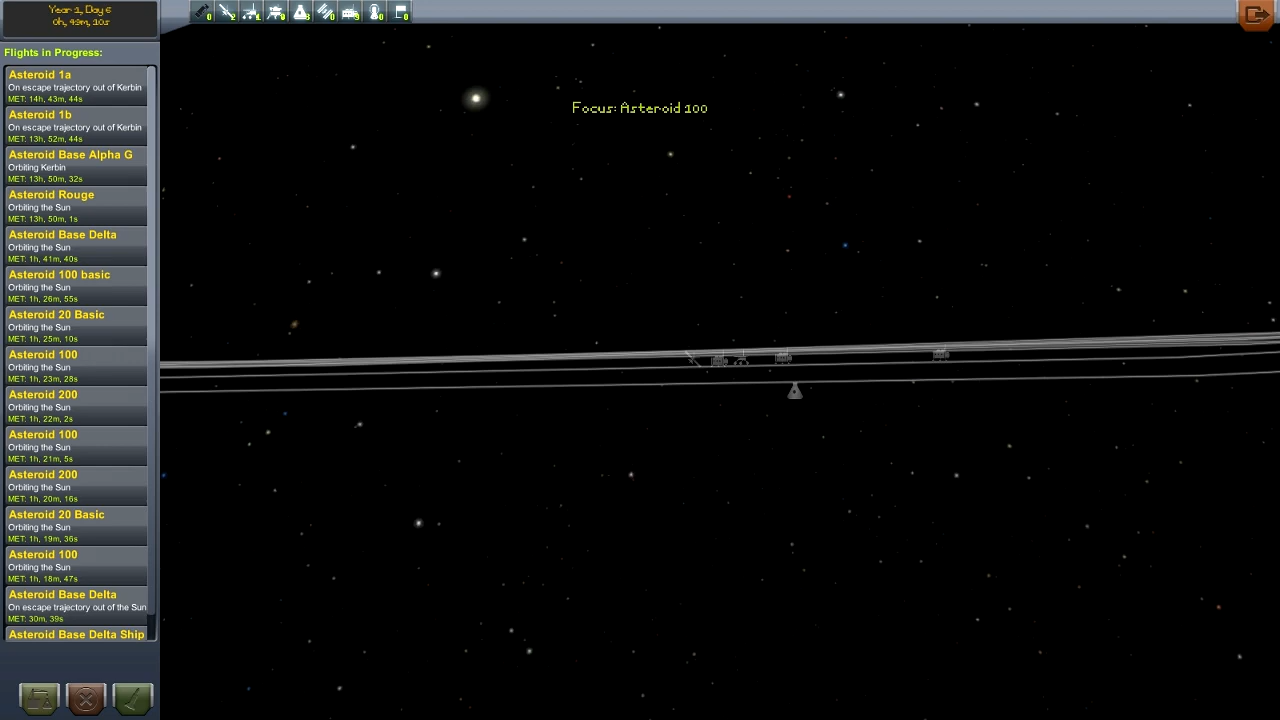 Year 1, Day 6
0h, 49m, 10s
Flights in Progress:
Focus: Asteroid 100
Asteroid 1a
On escape trajectory out of Kerbin
MET: 14h, 43m, 44s
Asteroid 1b
On escape trajectory out of Kerbin
MET: 13h, 52m, 44s
Asteroid Base Alpha G
Orbiting Kerbin
MET: 13h, 50m, 32s
Asteroid Rouge
Orbiting the Sun
MET: 13h, 50m, 1s
Asteroid Base Delta
Orbiting the Sun
MET: 1h, 41m, 40s
Asteroid 100 basic
Orbiting the Sun
MET: 1h, 26m, 55s
Asteroid 20 Basic
Orbiting the Sun
MET: 1h, 25m, 10s
Asteroid 100
Orbiting the Sun
MET: 1h, 23m, 28s
Asteroid 200
Orbiting the Sun
MET: 1h, 22m, 2s
Asteroid 100
Orbiting the Sun
MET: 1h, 21m, 5s
Asteroid 200
Orbiting the Sun
MET: 1h, 20m, 16s
Asteroid 20 Basic
Orbiting the Sun
MET: 1h, 19m, 36s
Asteroid 100
Orbiting the Sun
MET: 1h, 18m, 47s
Asteroid Base Delta
On escape trajectory out of the Sun
MET: 30m, 39s
Asteroid Base Delta Ship